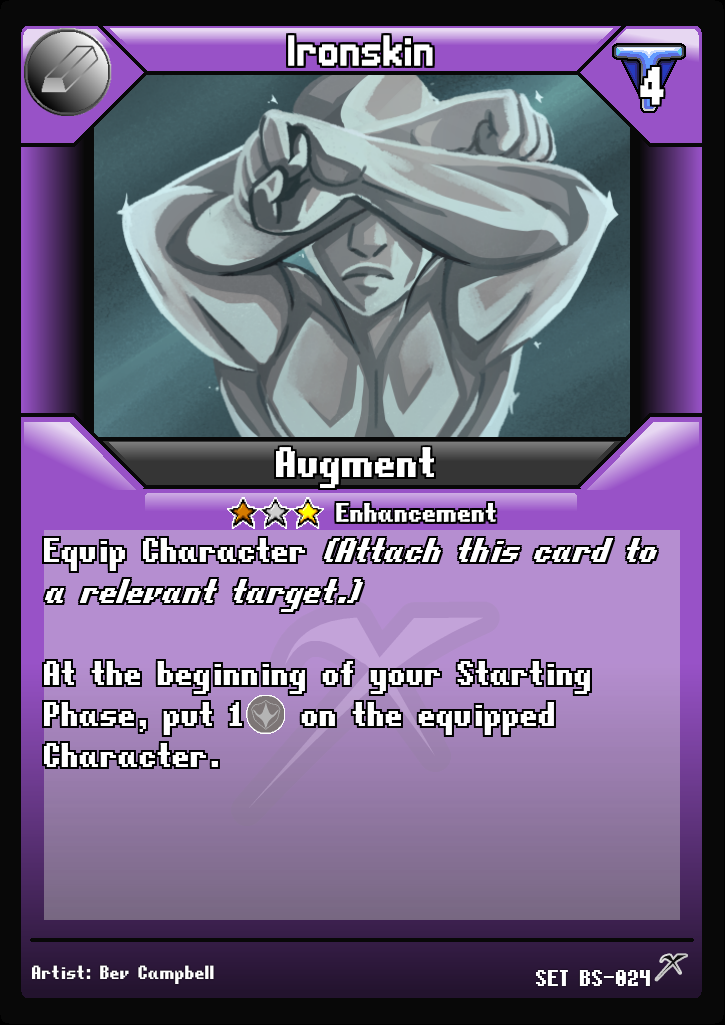 Ironskin
4
Augment
Enhancement
Equip Character (Attach this card to
a relevant target.)
At the beginning of your Starting
Phase, put 1 on the equipped
Character.
Artist: Bev Campbell
SET BS-024